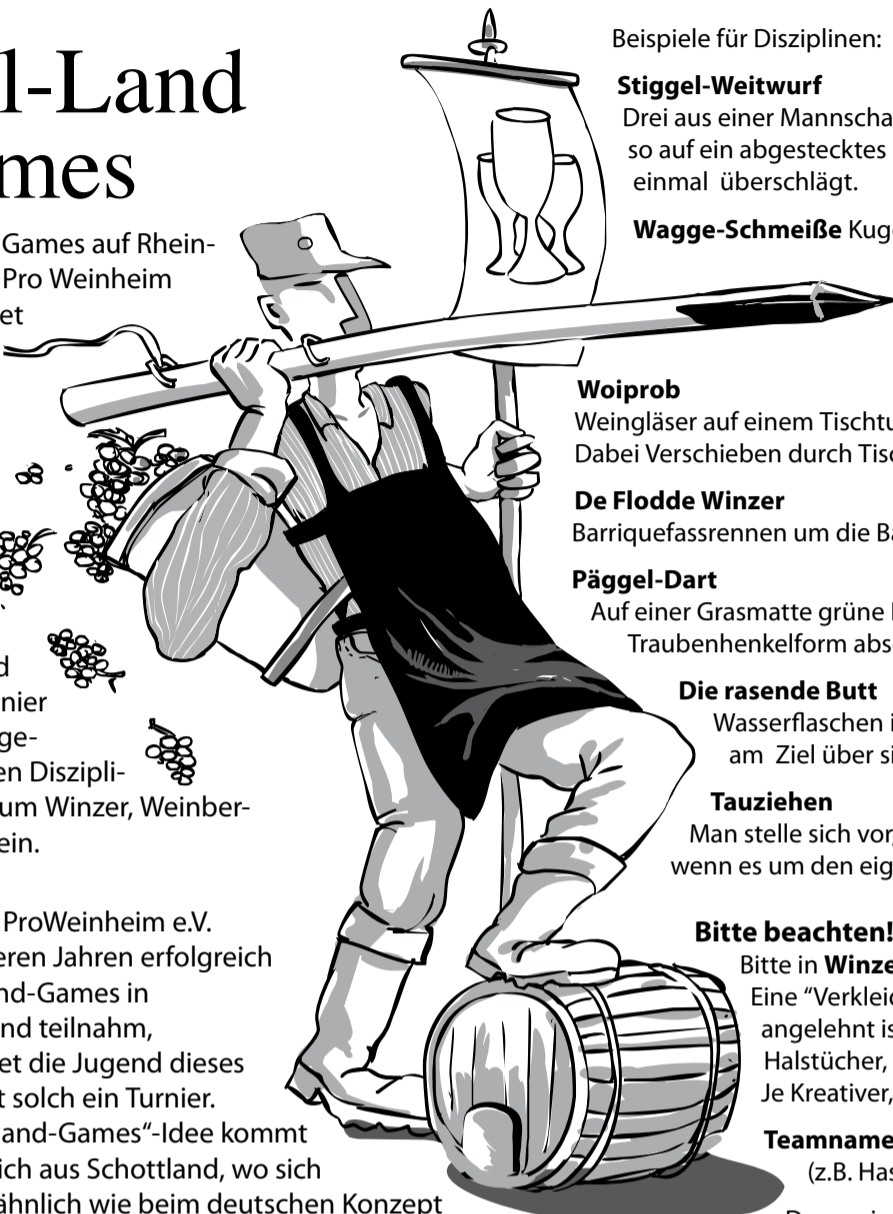 l-Land
mes
Games auf Rhein-
Pro Weinheim
et
d
nier
ge-
en Diszipli-
um Winzer, Weinber-
ein.
ProWeinheim e.V.
eren Jahren erfolgreich
nd-Games in
nd teilnahm,
et die Jugend dieses
t solch ein Turnier.
and-Games“-Idee kommt
ich aus Schottland, wo sich
ähnlich wie beim deutschen Konzept
Beispiele für Disziplinen:
Stiggel-Weitwurf
Drei aus einer Mannscha
so auf ein abgestecktes
einmal überschlägt.
Wagge-Schmeiße Kuge
Woiprob
Weingläser auf einem Tischtu
Dabei Verschieben durch Tisc
De Flodde Winzer
Barriquefassrennen um die Ba
Päggel-Dart
Auf einer Grasmatte grüne
Traubenhenkelform abs
Die rasende Butt
Wasserflaschen i
am Ziel über si
Tauziehen
Man stelle sich vor,
wenn es um den eig
Bitte beachten!
Bitte in Winze
Eine “Verkleid
angelehnt is
Halstücher,
Je Kreativer,
Teamname
(z.B. Has